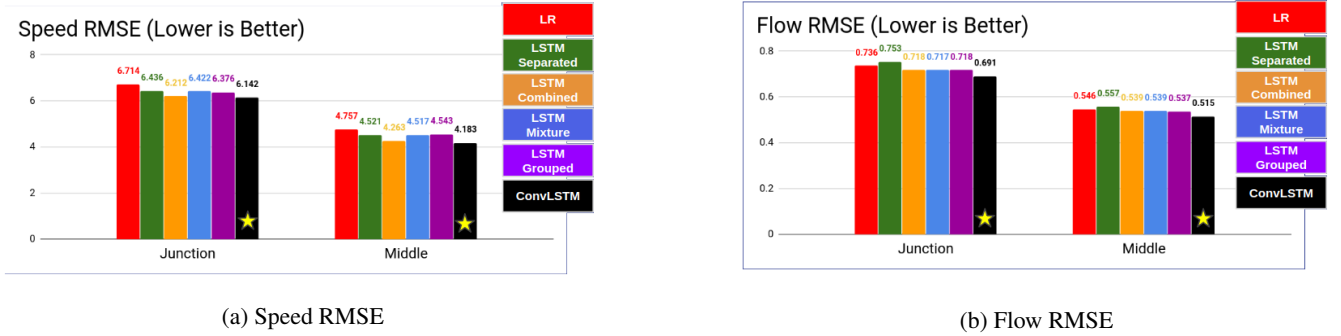 Speed RMSE (Lower is Better)
8
6
4
2
0
6.714
6.436
6.212
6.422
6.376
6.142
4.757
4.521
4.263
4.517
4.543
4.183
Junction
Middle
LR
LSTM
Separated
LSTM
Combined
LSTM
Mixture
LSTM
Grouped
ConvLSTM
(a) Speed RMSE
Flow RMSE (Lower is Better)
0.8
0.6
0.4
0.2
0
0.736
0.753
0.718
0.717
0.718
0.691
0.546
0.557
0.539
0.539
0.537
0.515
Junction
Middle
LR
LSTM
Separated
LSTM
Combined
LSTM
Mixture
LSTM
Grouped
ConvLSTM
(b) Flow RMSE